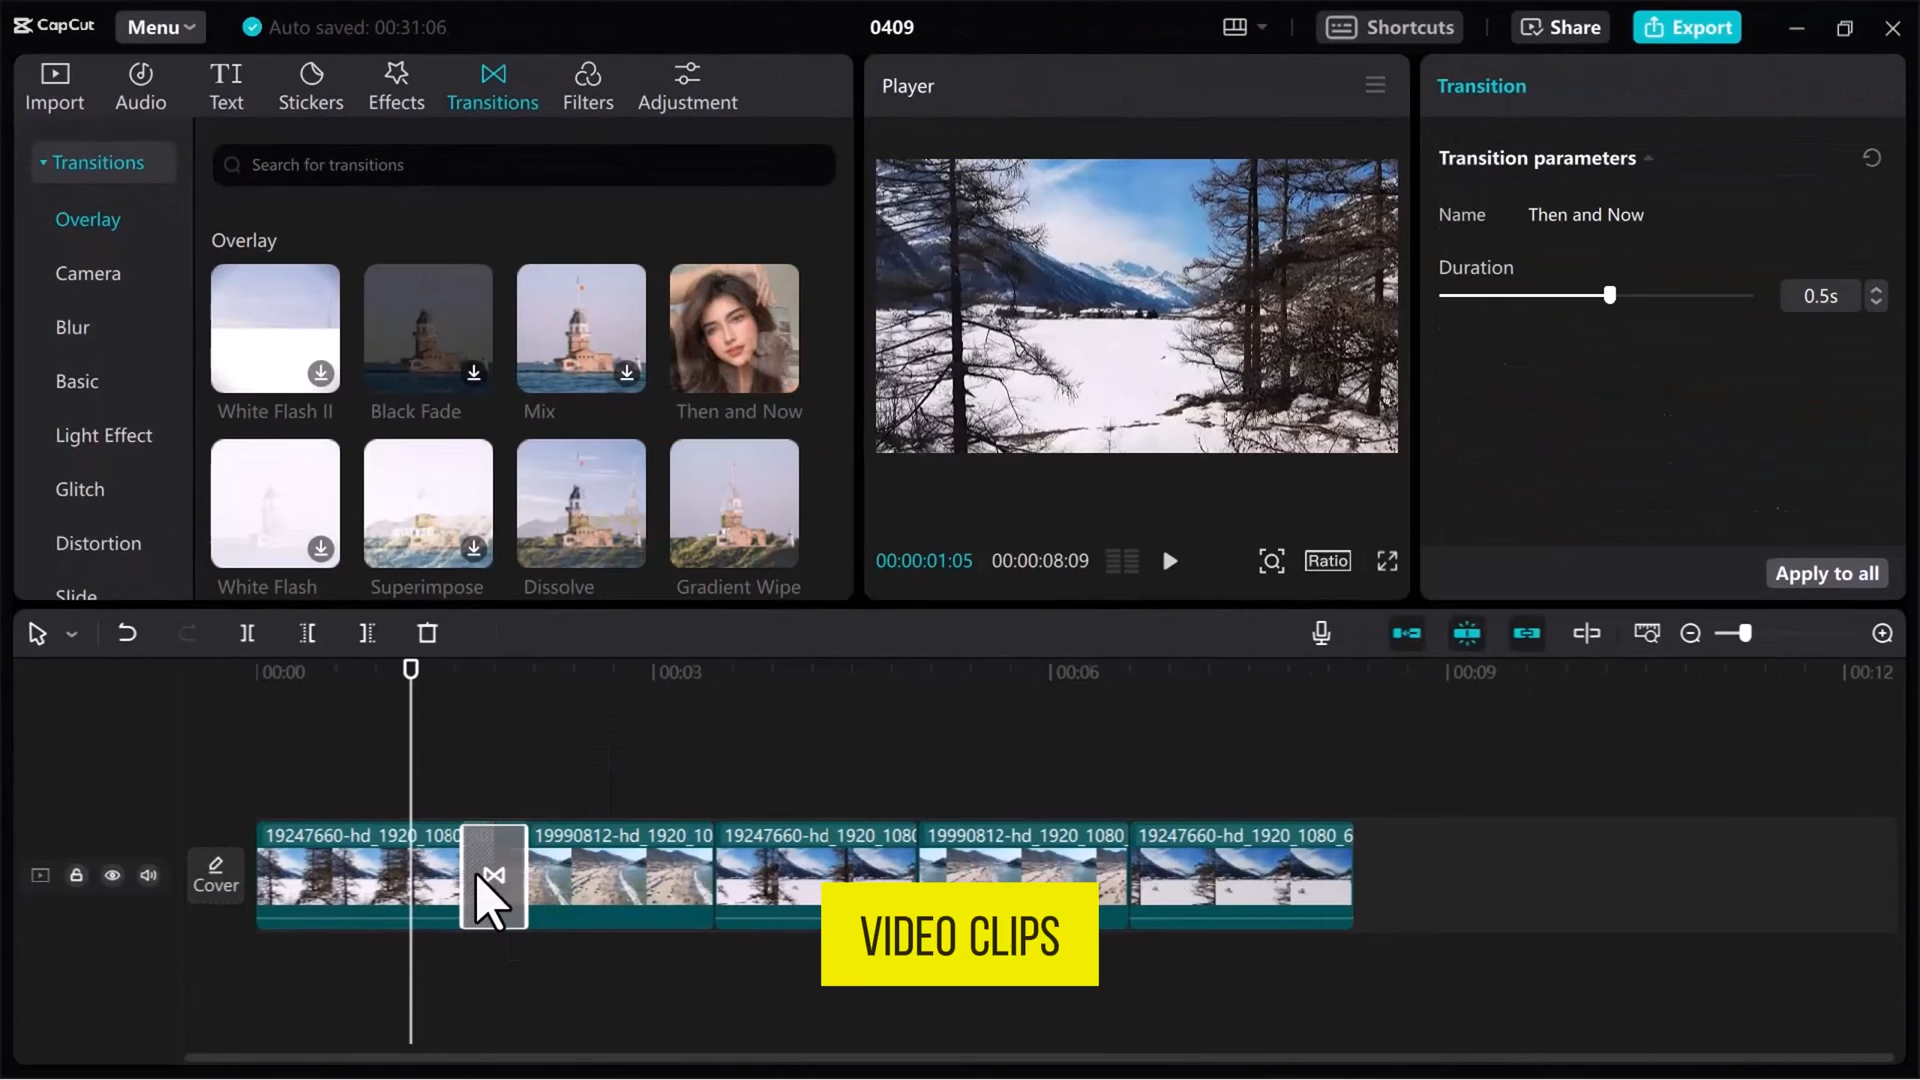 CapCut
Menu
Auto saved: 00:31:06
0409
Shortcuts
Share
Export
Import
Audio
TI
Text
Stickers
Effects
Transitions
Filters
Adjustment
Transitions
Overlay
Camera
Blur
Basic
Light Effect
Glitch
Distortion
Slide
Search for transitions
Overlay
White Flash II
Black Fade
Mix
Then and Now
White Flash
Superimpose
Dissolve
Gradient Wipe
Player
00:00:01:05
00:00:08:09
Ratio
Transition
Transition parameters
Name
Then and Now
Duration
0.5s
Apply to all
00:00
00:03
00:06
00:09
00:12
Cover
19247660-hd_1920_1080
19990812-hd_1920_10
19247660-hd_1920_1080
19990812-hd_1920_1080_
19247660-hd_1920_1080_6
VIDEO CLIPS